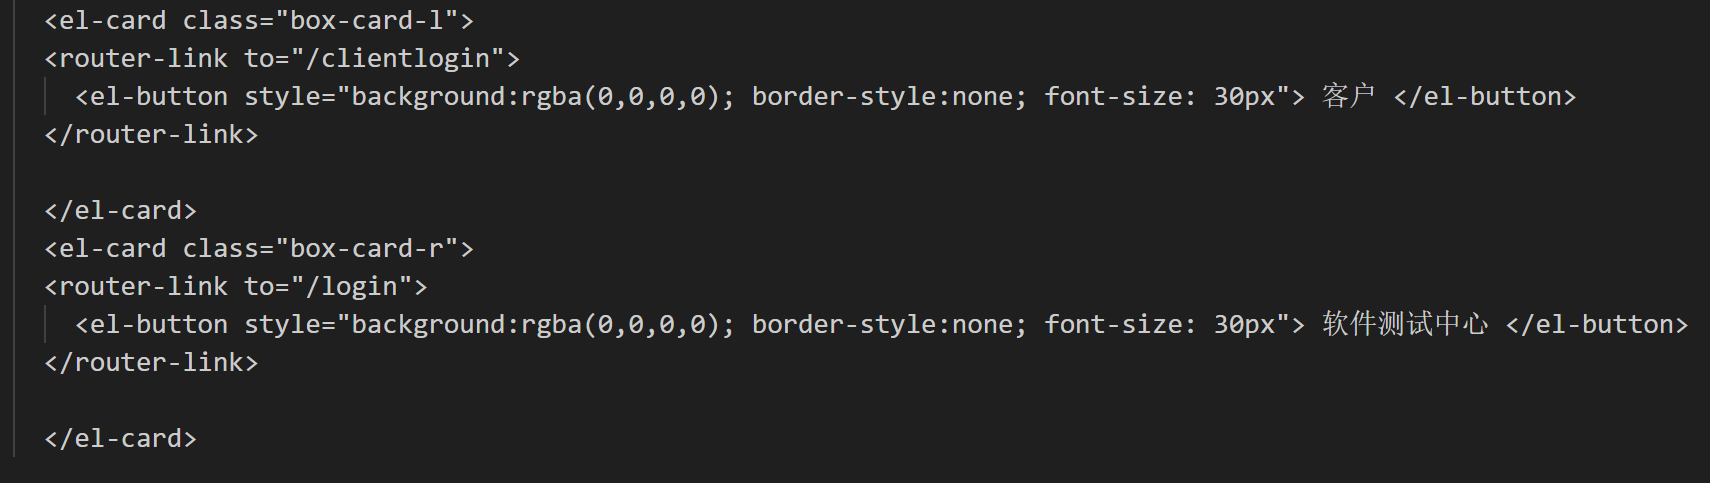 <el-card class="box-card-l">
<router-link to="/clientlogin">
<el-button style="background:rgba(0,0,0,0); border-style:none; font-size: 30px"> 客户 </el-button>
</router-link>
</el-card>
<el-card class="box-card-r">
<router-link to="/login">
<el-button style="background:rgba(0,0,0,0); border-style:none; font-size: 30px"> 软件测试中心 </el-button>
</router-link>
</el-card>